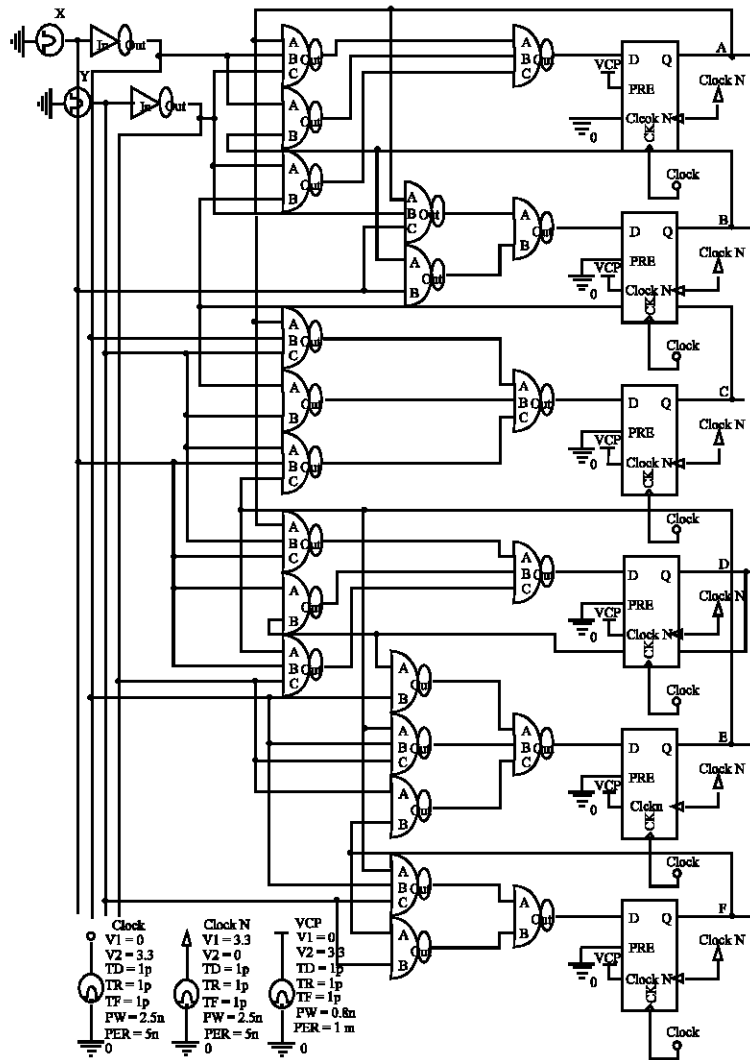 X
In Out
Y
In Out
A
B Out
C
A
Out
B
A
Out
B
A
B Out
C
D Q
PRE
Clock N
CK
VCP
0
A
Clock N
Clock
A
B Out
C
A
Out
B
A
Out
B
D Q
PRE
Clock N
CK
VCP
0
B
Clock N
Clock
A
B Out
C
A
Out
B
A
B Out
C
A
B Out
C
D Q
PRE
Clock N
CK
VCP
0
C
Clock N
Clock
A
B Out
C
A
Out
B
A
B Out
C
A
B Out
C
D Q
PRE
Clock N
CK
VCP
0
D
Clock N
Clock
A
Out
B
A
B Out
C
A
Out
B
A
B Out
C
D Q
PRE
Clckn
CK
VCP
0
E
Clock N
Clock
A
B Out
C
A
Out
B
A
Out
B
D Q
PRE
Clock N
CK
VCP
0
F
Clock N
Clock
Clock
V1 = 0
V2 = 3.3
TD = 1p
TR = 1p
TF = 1p
PW = 2.5n
PER = 5n
0
Clock N
V1 = 3.3
V2 = 0
TD = 1p
TR = 1p
TF = 1p
PW = 2.5n
PER = 5n
0
VCP
V1 = 0
V2 = 3.3
TD = 1p
TR = 1p
TF = 1p
PW = 0.8n
PER = 1 m
0